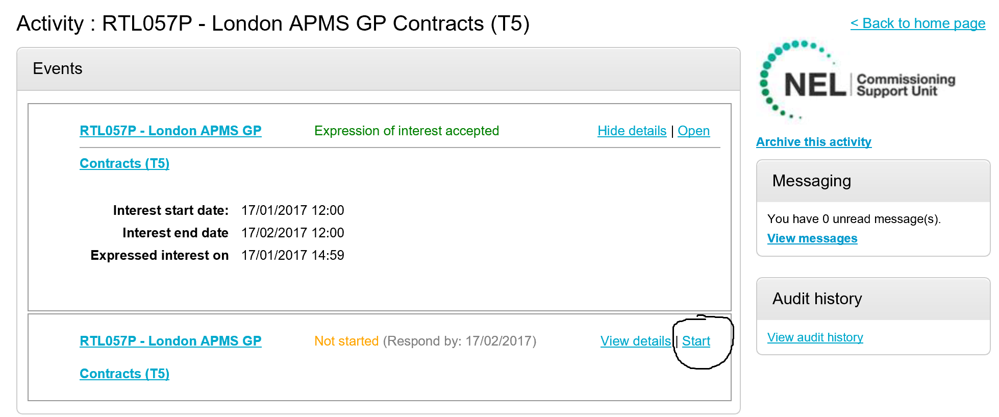 Activity : RTL057P - London APMS GP Contracts (T5)
< Back to home page
Events
RTL057P - London APMS GP Contracts (T5)
Expression of interest accepted
Hide details | Open
Interest start date: 17/01/2017 12:00
Interest end date 17/02/2017 12:00
Expressed interest on 17/01/2017 14:59
RTL057P - London APMS GP Contracts (T5)
Not started (Respond by: 17/02/2017)
View details | Start
NEL Commissioning
Support Unit
Archive this activity
Messaging
You have 0 unread message(s).
View messages
Audit history
View audit history